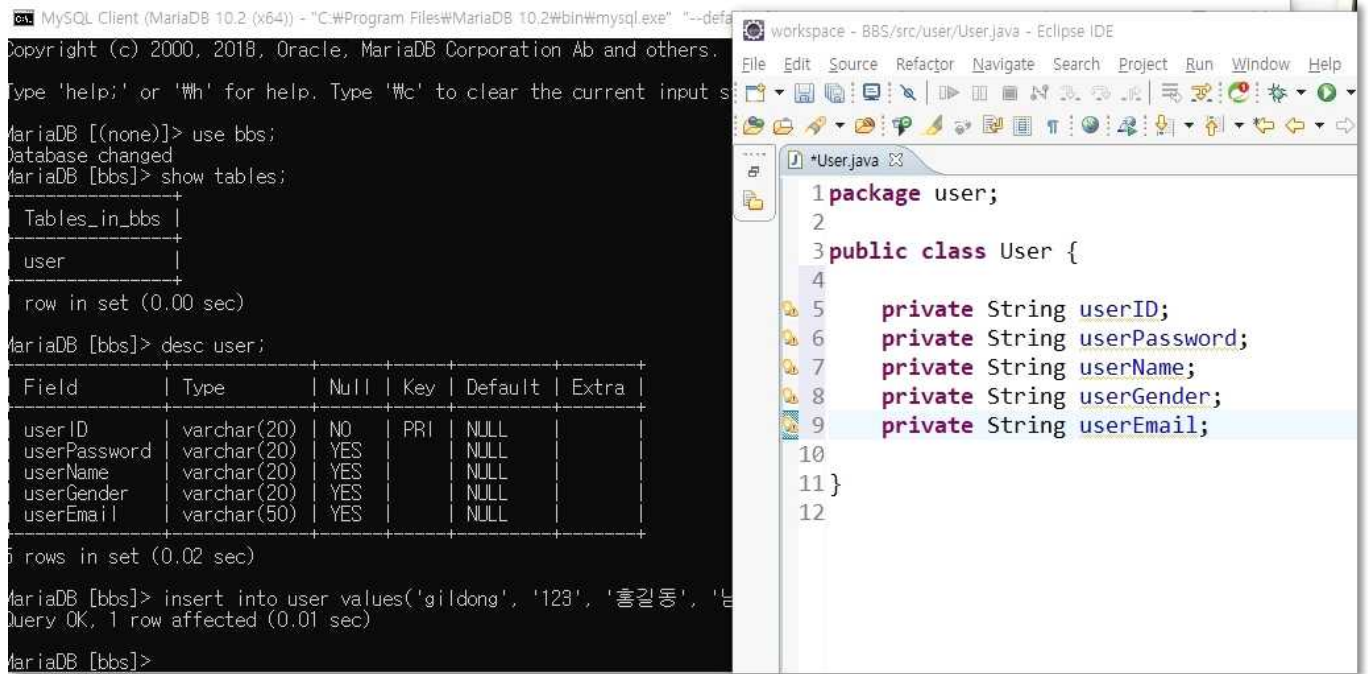 MySQL Client (MariaDB 10.2 (x64)) - "C:₩Program Files₩MariaDB 10.2₩bin₩mysql.exe" "--defa
Copyright (c) 2000, 2018, Oracle, MariaDB Corporation Ab and others.
Type 'help;' or '₩h' for help. Type '₩c' to clear the current input s
MariaDB [(none)]> use bbs;
Database changed
MariaDB [bbs]> show tables;
| Tables_in_bbs |
| user |
1 row in set (0.00 sec)
MariaDB [bbs]> desc user;
| Field | Type | Null | Key | Default | Extra |
| userID | varchar(20) | NO | PRI | NULL | |
| userPassword | varchar(20) | YES | | NULL | |
| userName | varchar(20) | YES | | NULL | |
| userGender | varchar(20) | YES | | NULL | |
| userEmail | varchar(50) | YES | | NULL | |
5 rows in set (0.02 sec)
MariaDB [bbs]> insert into user values('gildong', '123', '홍길동', '
Query OK, 1 row affected (0.01 sec)
MariaDB [bbs]>
workspace - BBS/src/user/User.java - Eclipse IDE
File Edit Source Refactor Navigate Search Project Run Window Help
*User.java
1 package user;
2
3 public class User {
4
5 private String userID;
6 private String userPassword;
7 private String userName;
8 private String userGender;
9 private String userEmail;
10
11 }
12